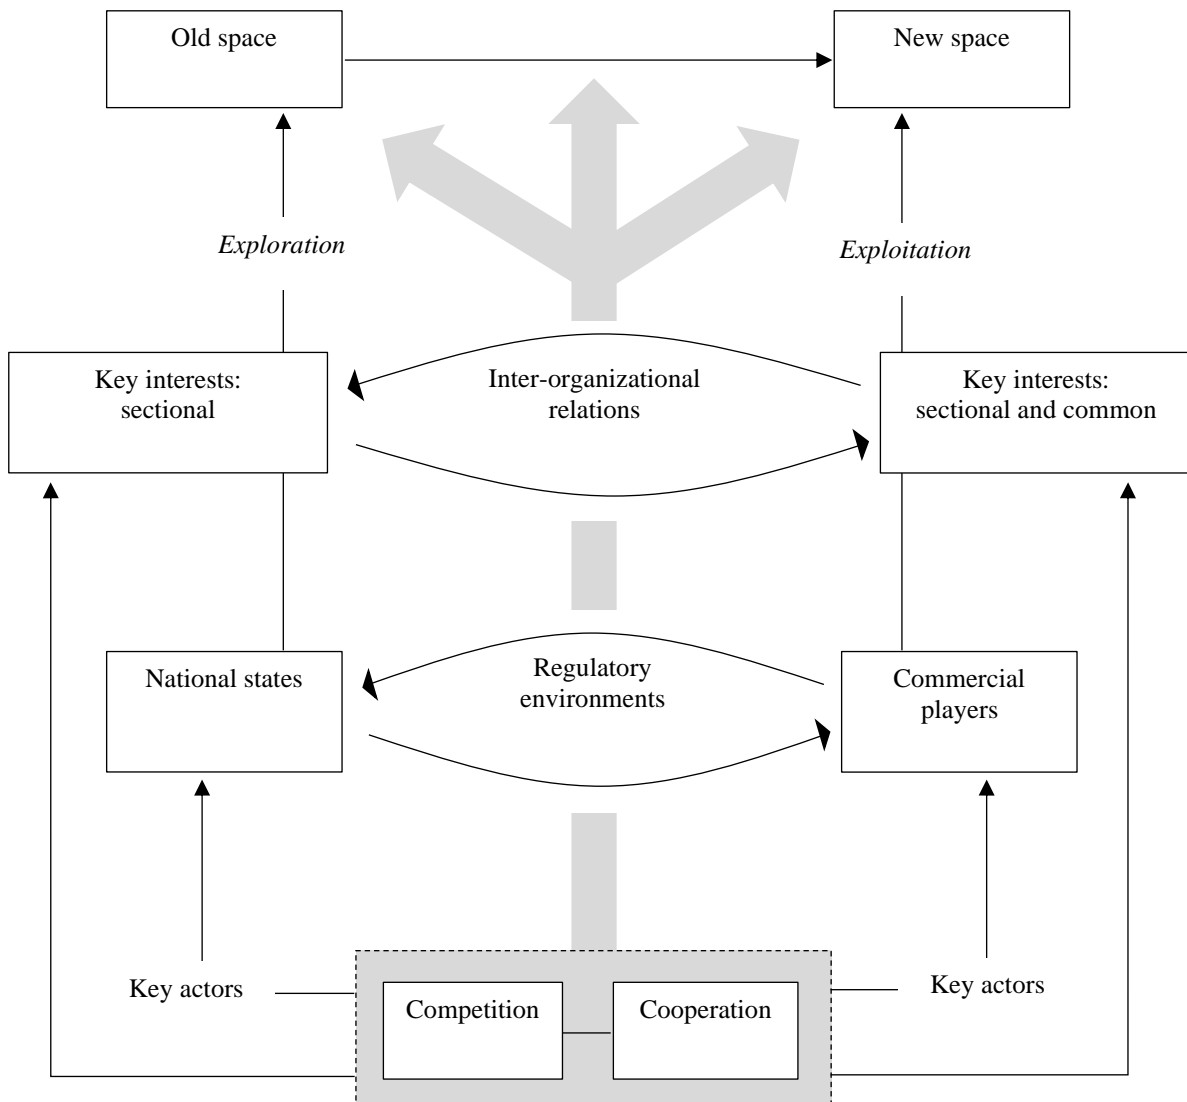 Old space
New space
Exploration
Exploitation
Key interests:
sectional
Inter-organizational
relations
Key interests:
sectional and common
National states
Regulatory
environments
Commercial
players
Key actors
Competition
Cooperation
Key actors